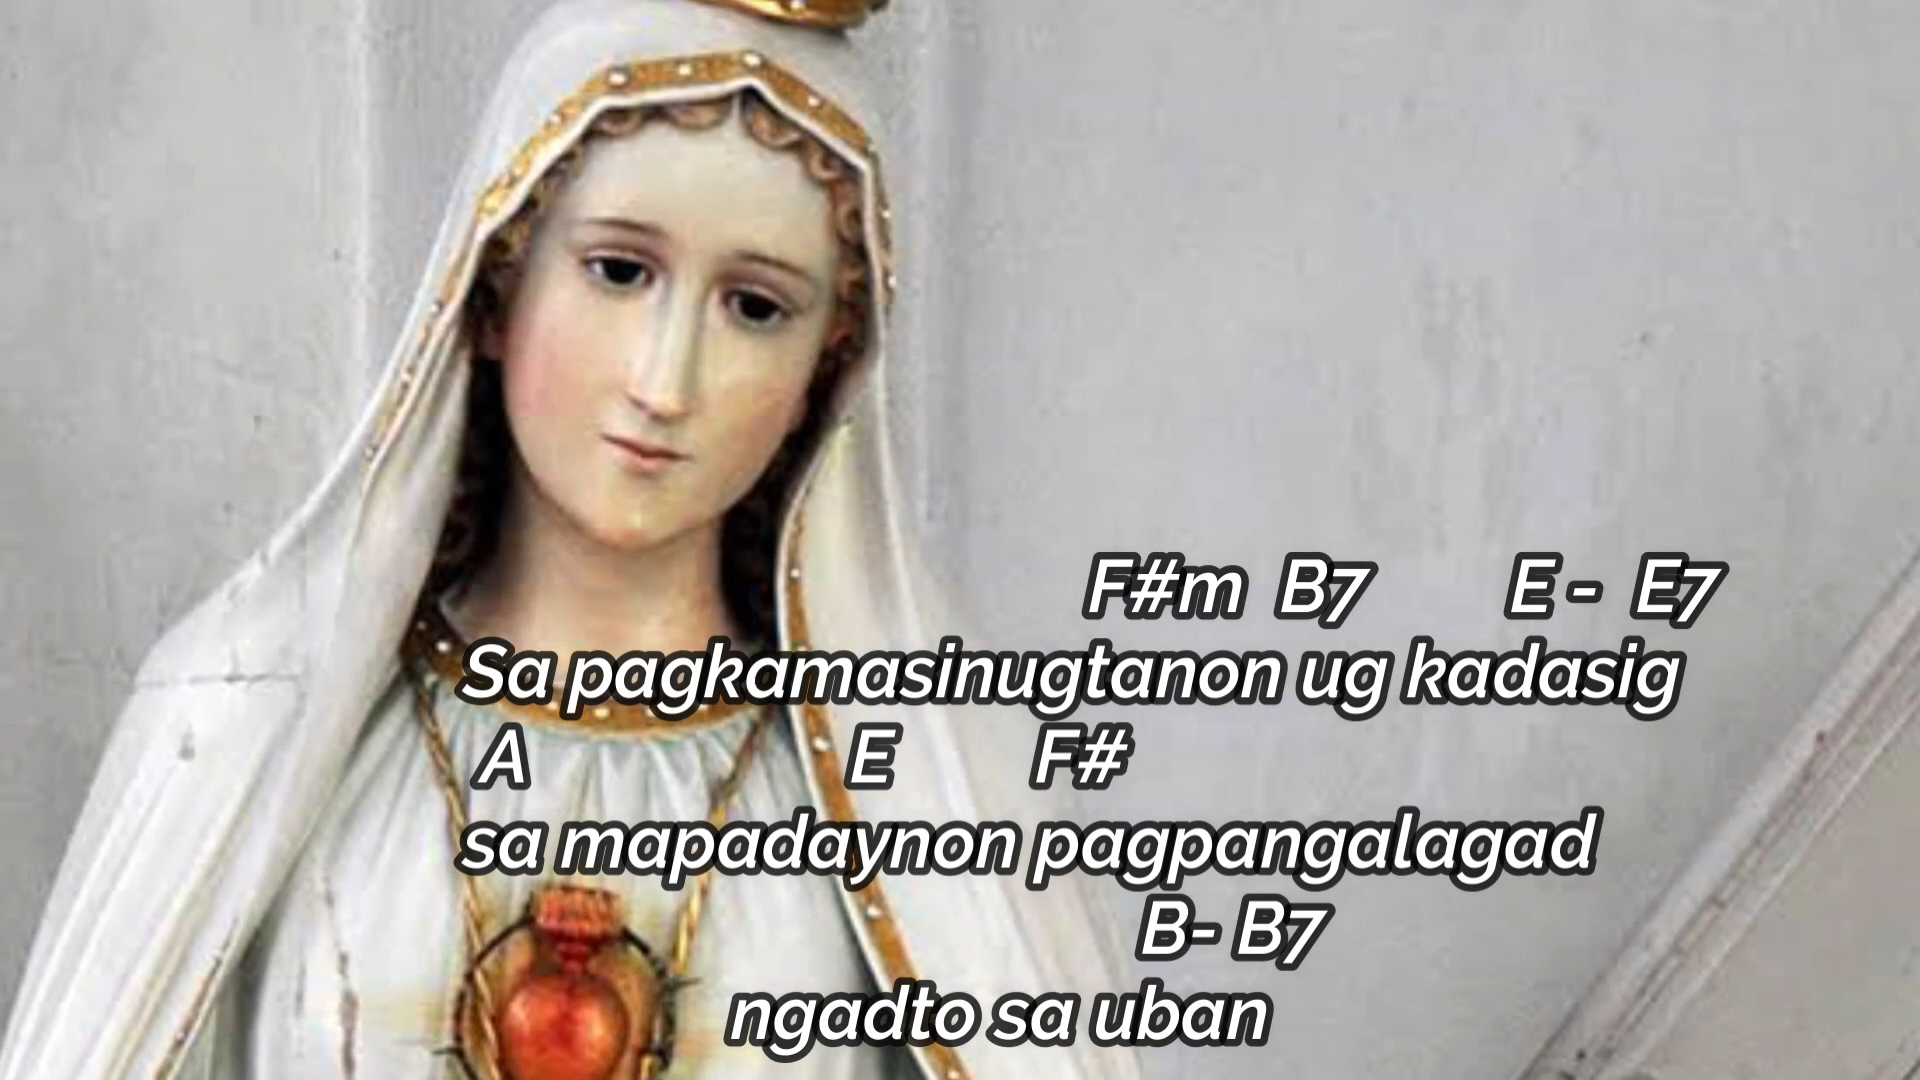 F#m B7 E - E7
Sa pagkamasinugtanon ug kadasig
A E F#
sa mapadaynon pagpangalagad
B- B7
ngadto sa uban